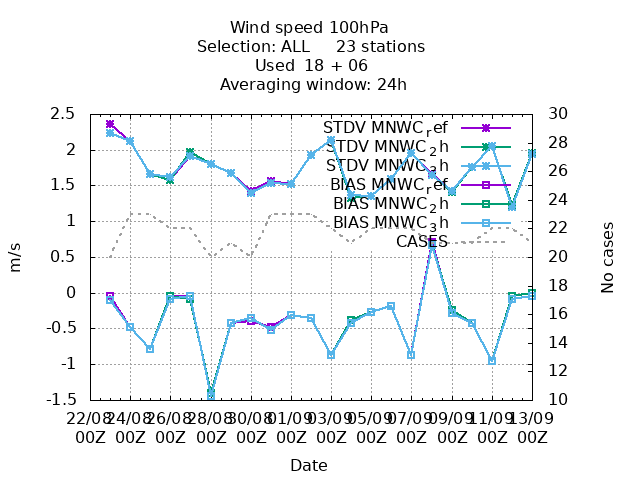 Wind speed 100hPa
Selection: ALL 23 stations
Used 18 + 06
Averaging window: 24h
2.5
2
1.5
1
0.5
0
-0.5
-1
-1.5
m/s
30
28
26
24
22
20
18
16
14
12
10
No cases
STDV MNWC_ref
STDV MNWC_2h
STDV MNWC_3h
BIAS MNWC_ref
BIAS MNWC_2h
BIAS MNWC_3h
CASES
22/08 24/08 26/08 28/08 30/08 01/09 03/09 05/09 07/09 09/09 11/09 13/09
00Z 00Z 00Z 00Z 00Z 00Z 00Z 00Z 00Z 00Z 00Z 00Z
Date